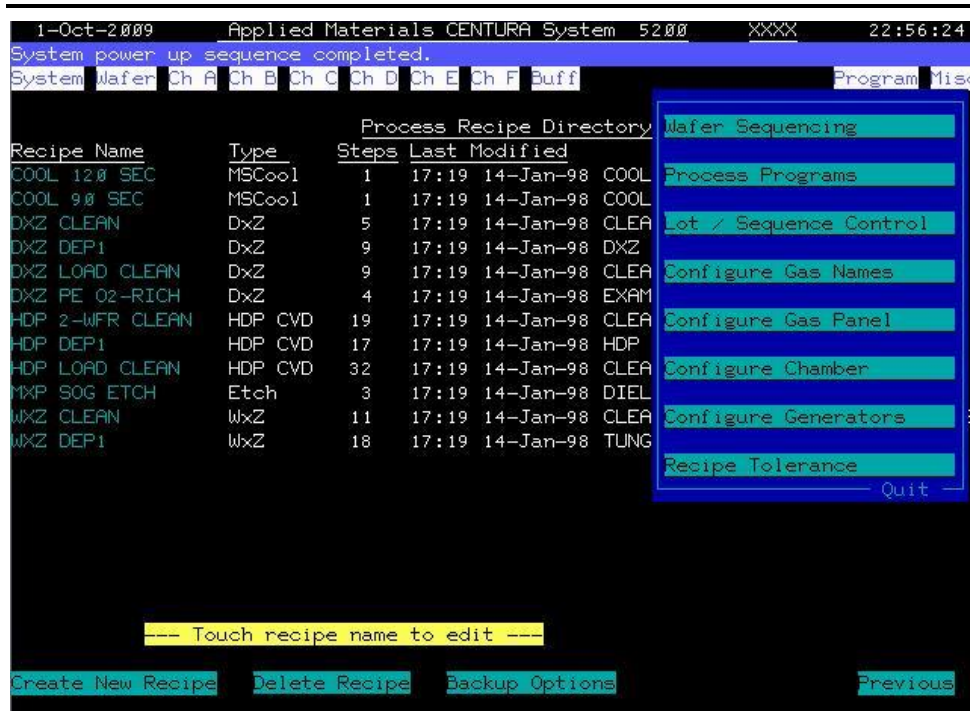 1-Oct-2009 Applied Materials CENTURA System 5200 XXXX 22:56:24
System power up sequence completed.
System Wafer Ch A Ch B Ch C Ch D Ch E Ch F Buff Program Misc
Process Recipe Directory
Recipe Name Type Steps Last Modified
COOL 120 SEC MSCool 1 17:19 14-Jan-98 COOL
COOL 90 SEC MSCool 1 17:19 14-Jan-98 COOL
DXZ CLEAN DxZ 5 17:19 14-Jan-98 CLEA
DXZ DEP1 DxZ 9 17:19 14-Jan-98 DXZ
DXZ LOAD CLEAN DxZ 9 17:19 14-Jan-98 CLEA
DXZ PE O2-RICH DxZ 4 17:19 14-Jan-98 EXAM
HDP 2-WFR CLEAN HDP CVD 19 17:19 14-Jan-98 CLEA
HDP DEP1 HDP CVD 17 17:19 14-Jan-98 HDP
HDP LOAD CLEAN HDP CVD 32 17:19 14-Jan-98 CLEA
MXP SOG ETCH Etch 3 17:19 14-Jan-98 DIEL
WXZ CLEAN WxZ 11 17:19 14-Jan-98 CLEA
WXZ DEP1 WxZ 18 17:19 14-Jan-98 TUNG
Wafer Sequencing
Process Programs
Lot / Sequence Control
Configure Gas Names
Configure Gas Panel
Configure Chamber
Configure Generators
Recipe Tolerance
Quit
--- Touch recipe name to edit ---
Create New Recipe Delete Recipe Backup Options Previous